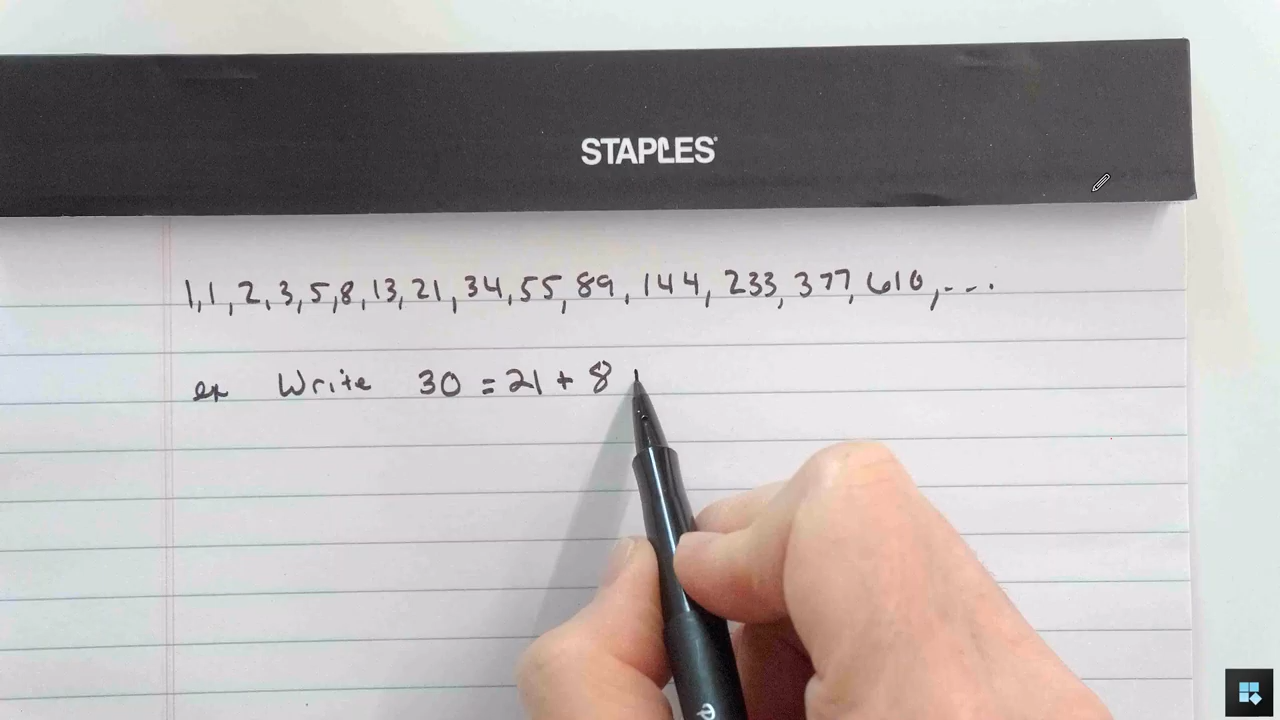 STAPLES
1, 1, 2, 3, 5, 8, 13, 21, 34, 55, 89, 144, 233, 377, 610, ...
ex Write 30 = 21 + 8